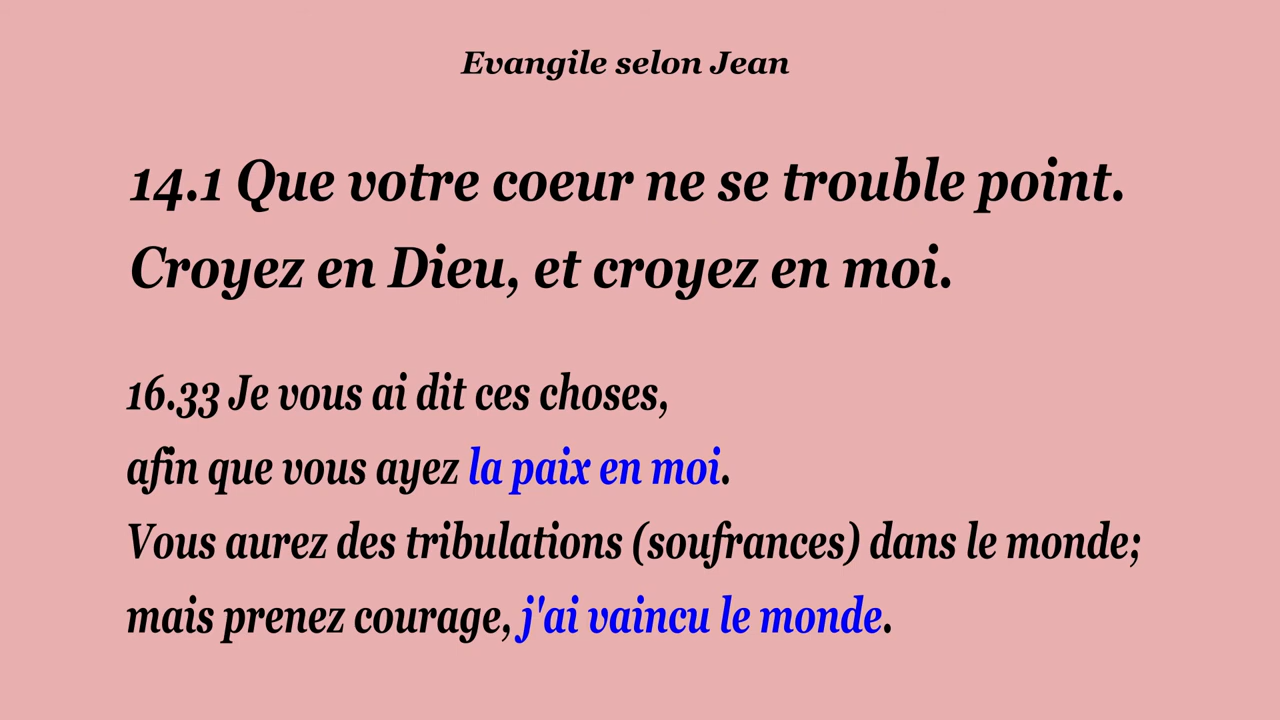 Evangile selon Jean
14.1 Que votre coeur ne se trouble point.
Croyez en Dieu, et croyez en moi.
16.33 Je vous ai dit ces choses,
afin que vous ayez la paix en moi.
Vous aurez des tribulations (soufrances) dans le monde;
mais prenez courage, j'ai vaincu le monde.